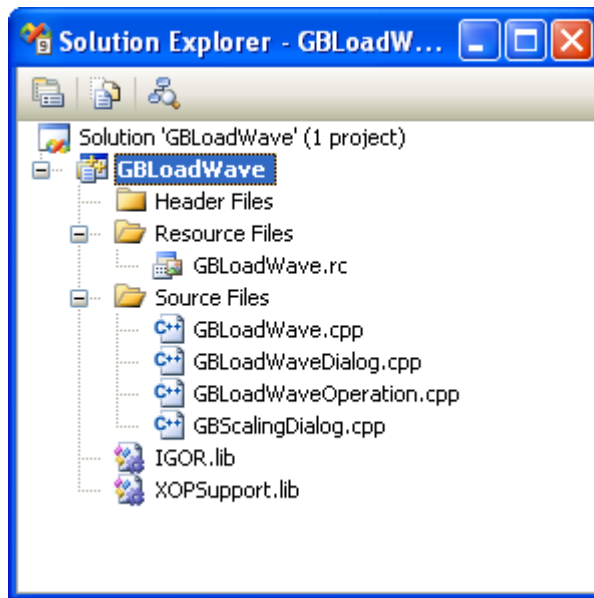 Solution Explorer - GBLoadW...
Solution 'GBLoadWave' (1 project)
GBLoadWave
Header Files
Resource Files
GBLoadWave.rc
Source Files
GBLoadWave.cpp
GBLoadWaveDialog.cpp
GBLoadWaveOperation.cpp
GBScalingDialog.cpp
IGOR.lib
XOPSupport.lib